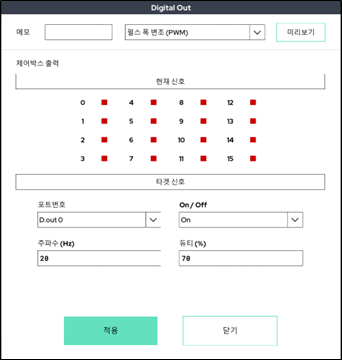 Digital Out
메모 펄스 폭 변조 (PWM) 미리보기
제어박스 출력
현재 신호
0 4 8 12
1 5 9 13
2 6 10 14
3 7 11 15
타겟 신호
포트번호 On / Off
D.out 0 On
주파수 (Hz) 듀티 (%)
20 70
적용 닫기